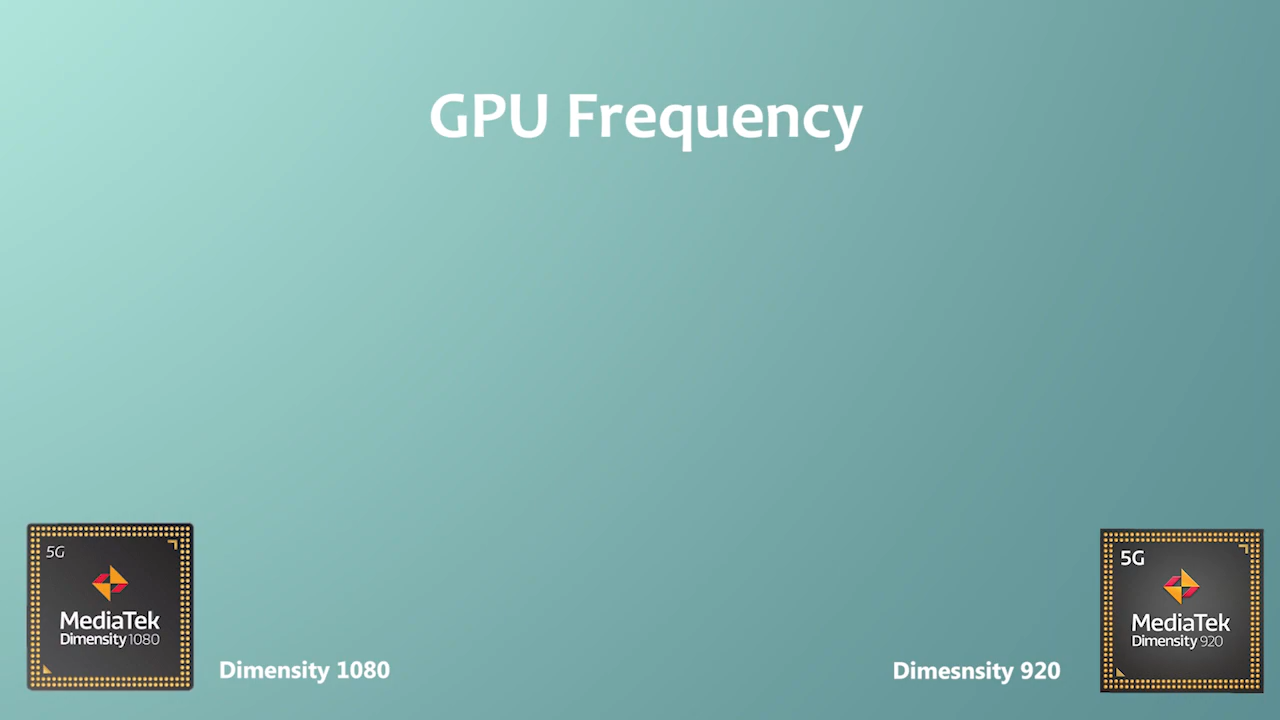 GPU Frequency
5G
MediaTek
Dimensity 1080
Dimensity 1080
Dimesnsity 920
5G
MediaTek
Dimensity 920